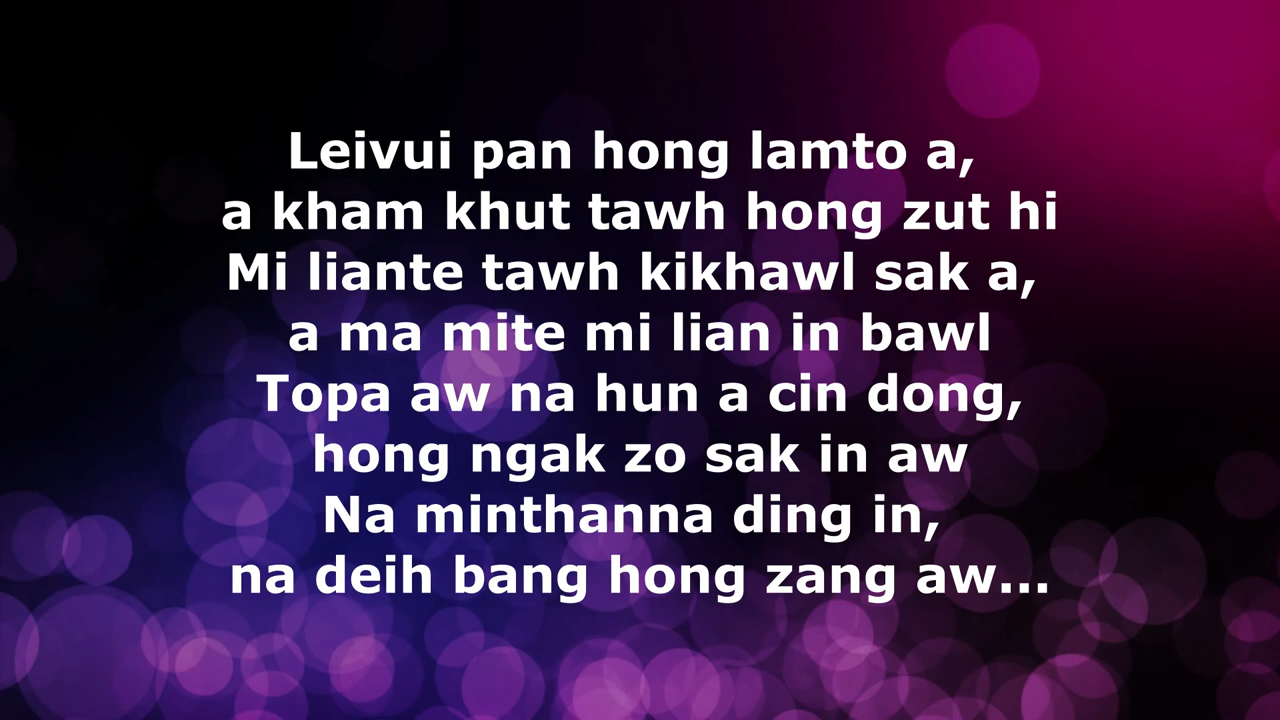 Leivui pan hong lamto a,
a kham khut tawh hong zut hi
Mi liante tawh kikhawl sak a,
a ma mite mi lian in bawl
Topa aw na hun a cin dong,
hong ngak zo sak in aw
Na minthanna ding in,
na deih bang hong zang aw...